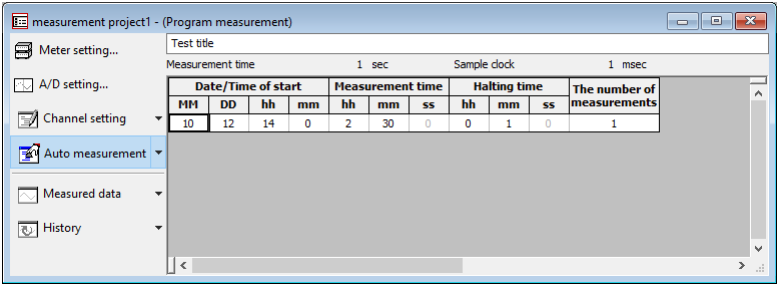 measurement project1 - (Program measurement)
Meter setting...
A/D setting...
Channel setting
Auto measurement
Measured data
History
Test title
Measurement time 1 sec Sample clock 1 msec
Date/Time of start Measurement time Halting time The number of measurements
MM DD hh mm hh mm ss hh mm ss
10 12 14 0 2 30 0 0 1 0 1